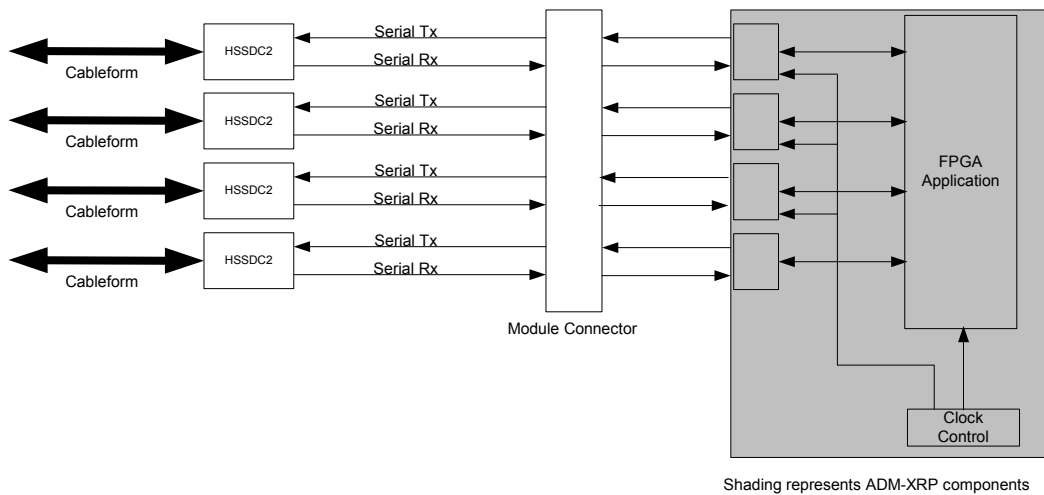 Serial Tx
HSSDC2
Serial Rx
Cableform
Serial Tx
HSSDC2
Serial Rx
Cableform
Serial Tx
HSSDC2
Serial Rx
Cableform
Serial Tx
HSSDC2
Serial Rx
Cableform
Module Connector
FPGA
Application
Clock
Control
Shading represents ADM-XRP components